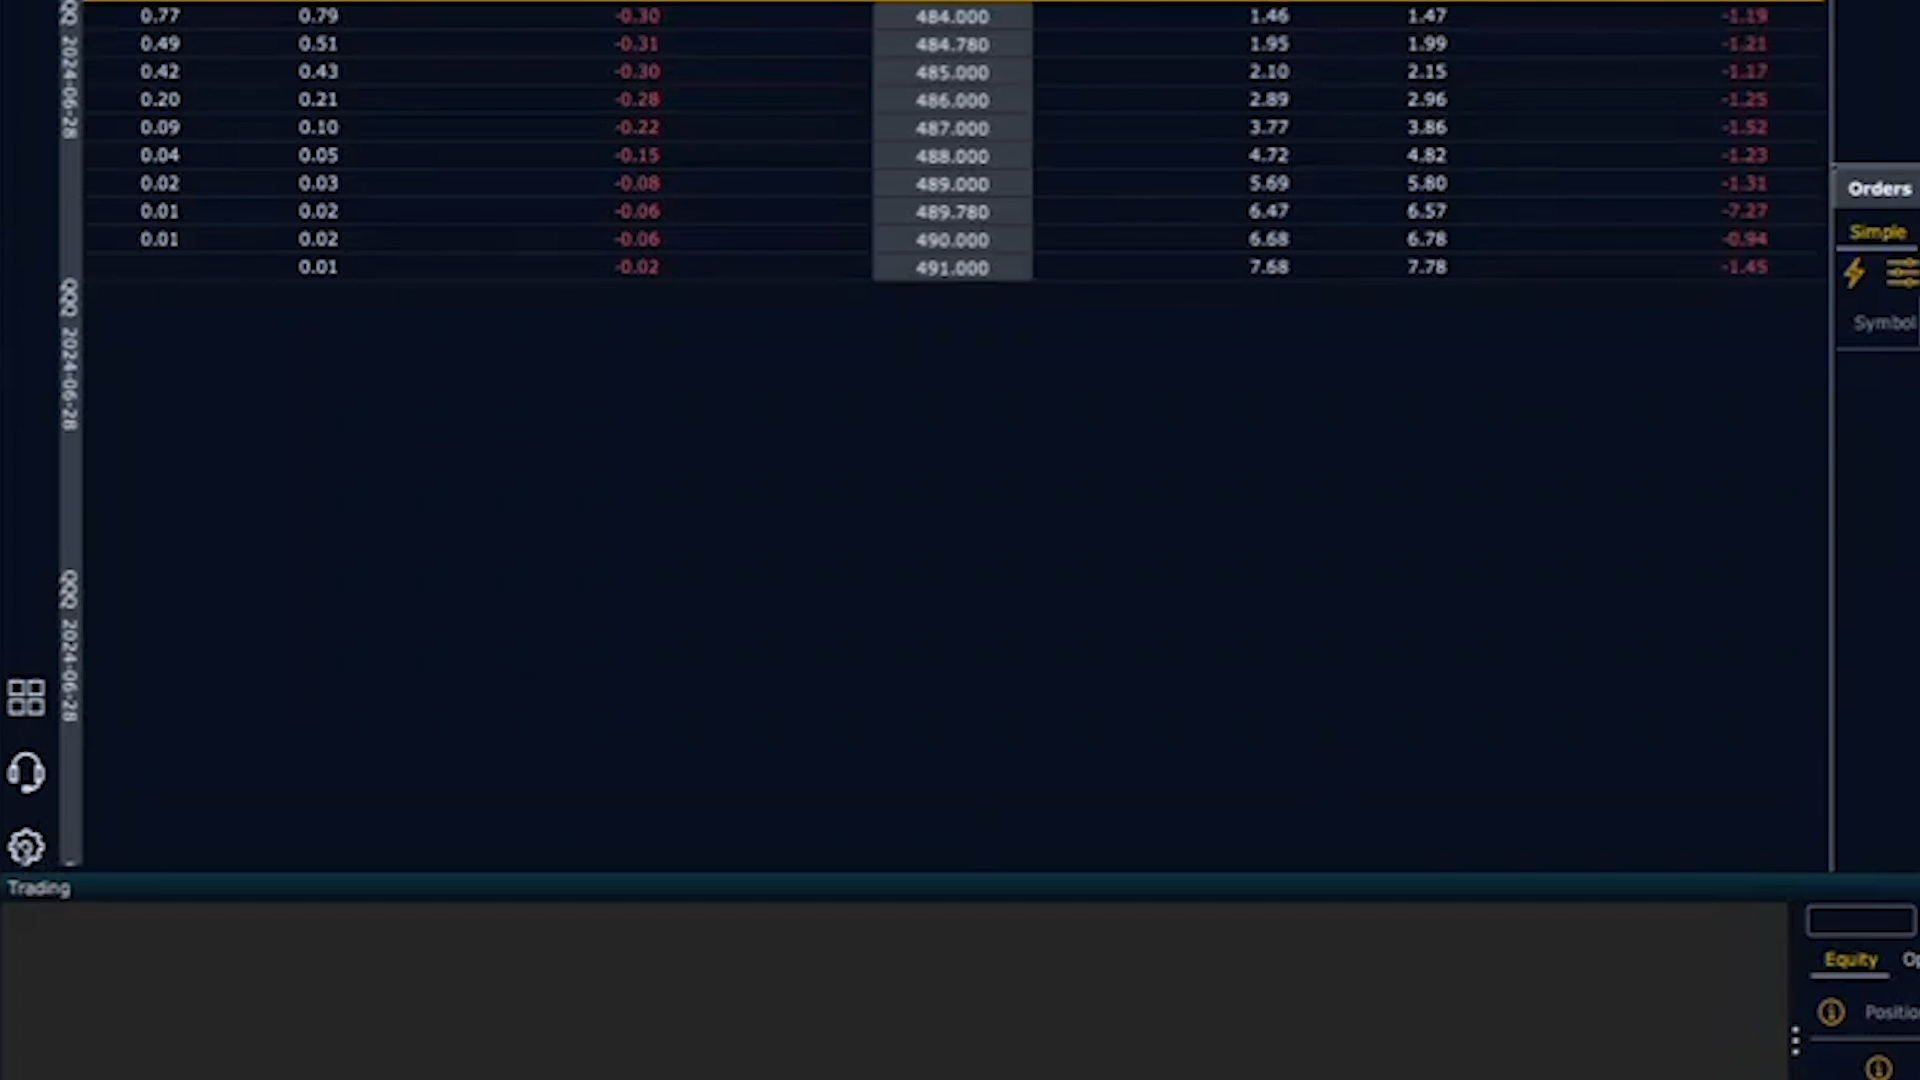 0.77 0.79 -0.30 484.000 1.46 1.47 -1.19
0.49 0.51 -0.31 484.780 1.95 1.99 -1.21
0.42 0.43 -0.30 485.000 2.10 2.15 -1.17
0.20 0.21 -0.28 486.000 2.89 2.96 -1.25
0.09 0.10 -0.22 487.000 3.77 3.86 -1.52
0.04 0.05 -0.15 488.000 4.72 4.82 -1.23
0.02 0.03 -0.08 489.000 5.69 5.80 -1.31
0.01 0.02 -0.06 489.780 6.47 6.57 -7.27
0.01 0.02 -0.06 490.000 6.68 6.78 -0.94
0.01 -0.02 491.000 7.68 7.78 -1.45
2024-06-28
QQQ 2024-06-28
QQQ 2024-06-28
Orders
Simple
Symbol
Trading
Equity